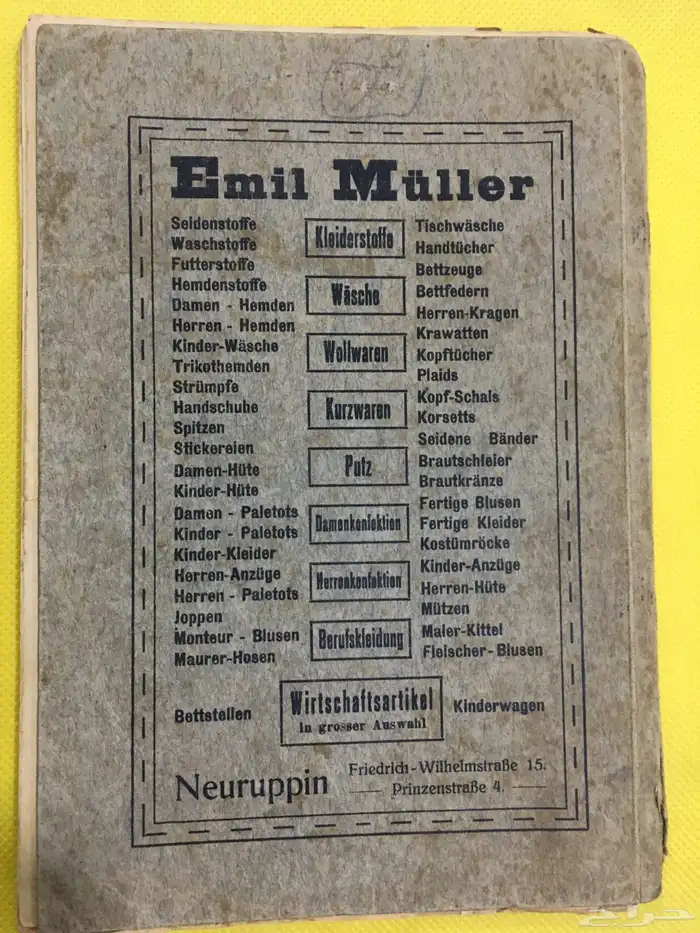 Emil Müller
Seidenstoffe
Waschstoffe
Futterstoffe
Hemdenstoffe
Damen - Hemden
Herren - Hemden
Kinder-Wäsche
Trikothemden
Strümpfe
Handschuhe
Spitzen
Stickereien
Damen-Hüte
Kinder-Hüte
Damen - Paletots
Kinder - Paletots
Kinder-Kleider
Herren-Anzüge
Herren - Paletots
Joppen
Monteur - Blusen
Maurer-Hosen
Kleiderstoffe
Wäsche
Wollwaren
Kurzwaren
Putz
Damenkonfektion
Herrenkonfektion
Berufskleidung
Tischwäsche
Handtücher
Bettzeuge
Bettfedern
Herren-Kragen
Krawatten
Kopftücher
Plaids
Kopf-Schals
Korsetts
Seidene Bänder
Brautschleier
Brautkränze
Fertige Blusen
Fertige Kleider
Kostümröcke
Kinder-Anzüge
Herren-Hüte
Mützen
Maler-Kittel
Fleischer-Blusen
Bettstellen
Wirtschaftsartikel
in grosser Auswahl
Kinderwagen
Neuruppin
Friedrich-Wilhelmstraße 15.
Prinzenstraße 4.
حراج